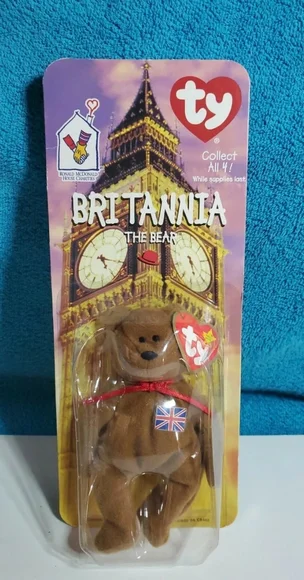 RONALD McDONALD
HOUSE CHARITIES
ty
Collect
All 4!
While supplies last
BRITANNIA
THE BEAR
ty